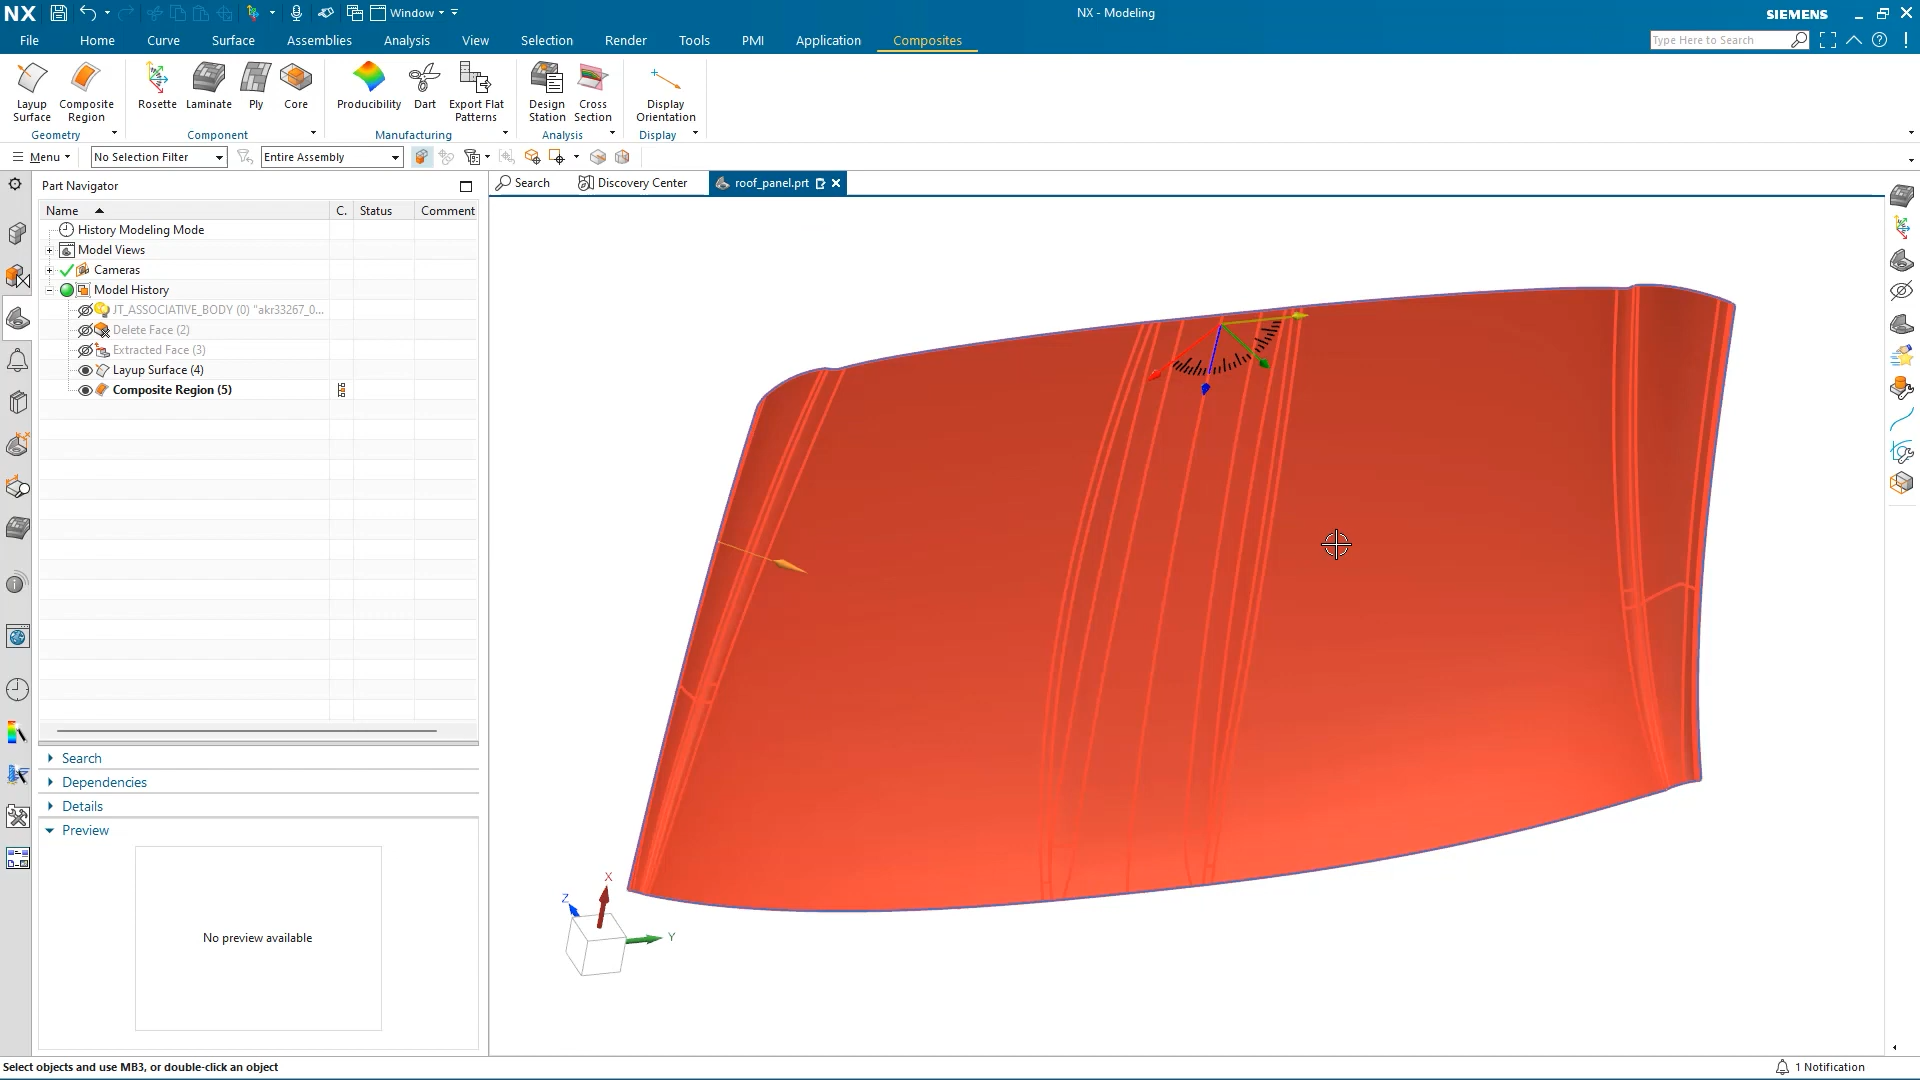 NX
Window
NX - Modeling
SIEMENS
File
Home
Curve
Surface
Assemblies
Analysis
View
Selection
Render
Tools
PMI
Application
Composites
Type Here to Search
Layup
Surface
Composite
Region
Rosette
Laminate
Ply
Core
Producibility
Dart
Export Flat
Patterns
Design
Station
Cross
Section
Display
Orientation
Geometry
Component
Manufacturing
Analysis
Display
Menu
No Selection Filter
Entire Assembly
Part Navigator
Search
Discovery Center
roof_panel.prt
Name
C.
Status
Comment
History Modeling Mode
Model Views
Cameras
Model History
JT_ASSOCIATIVE_BODY (0) "akr33267_0...
Delete Face (2)
Extracted Face (3)
Layup Surface (4)
Composite Region (5)
Search
Dependencies
Details
Preview
No preview available
X
Z
Y
Select objects and use MB3, or double-click an object
1 Notification